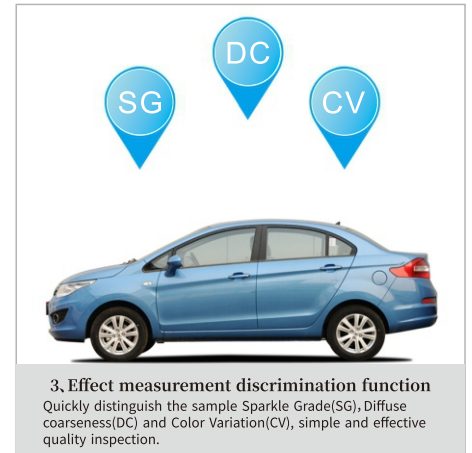 DC
SG
CV
3、Effect measurement discrimination function
Quickly distinguish the sample Sparkle Grade(SG), Diffuse
coarseness(DC) and Color Variation(CV), simple and effective
quality inspection.